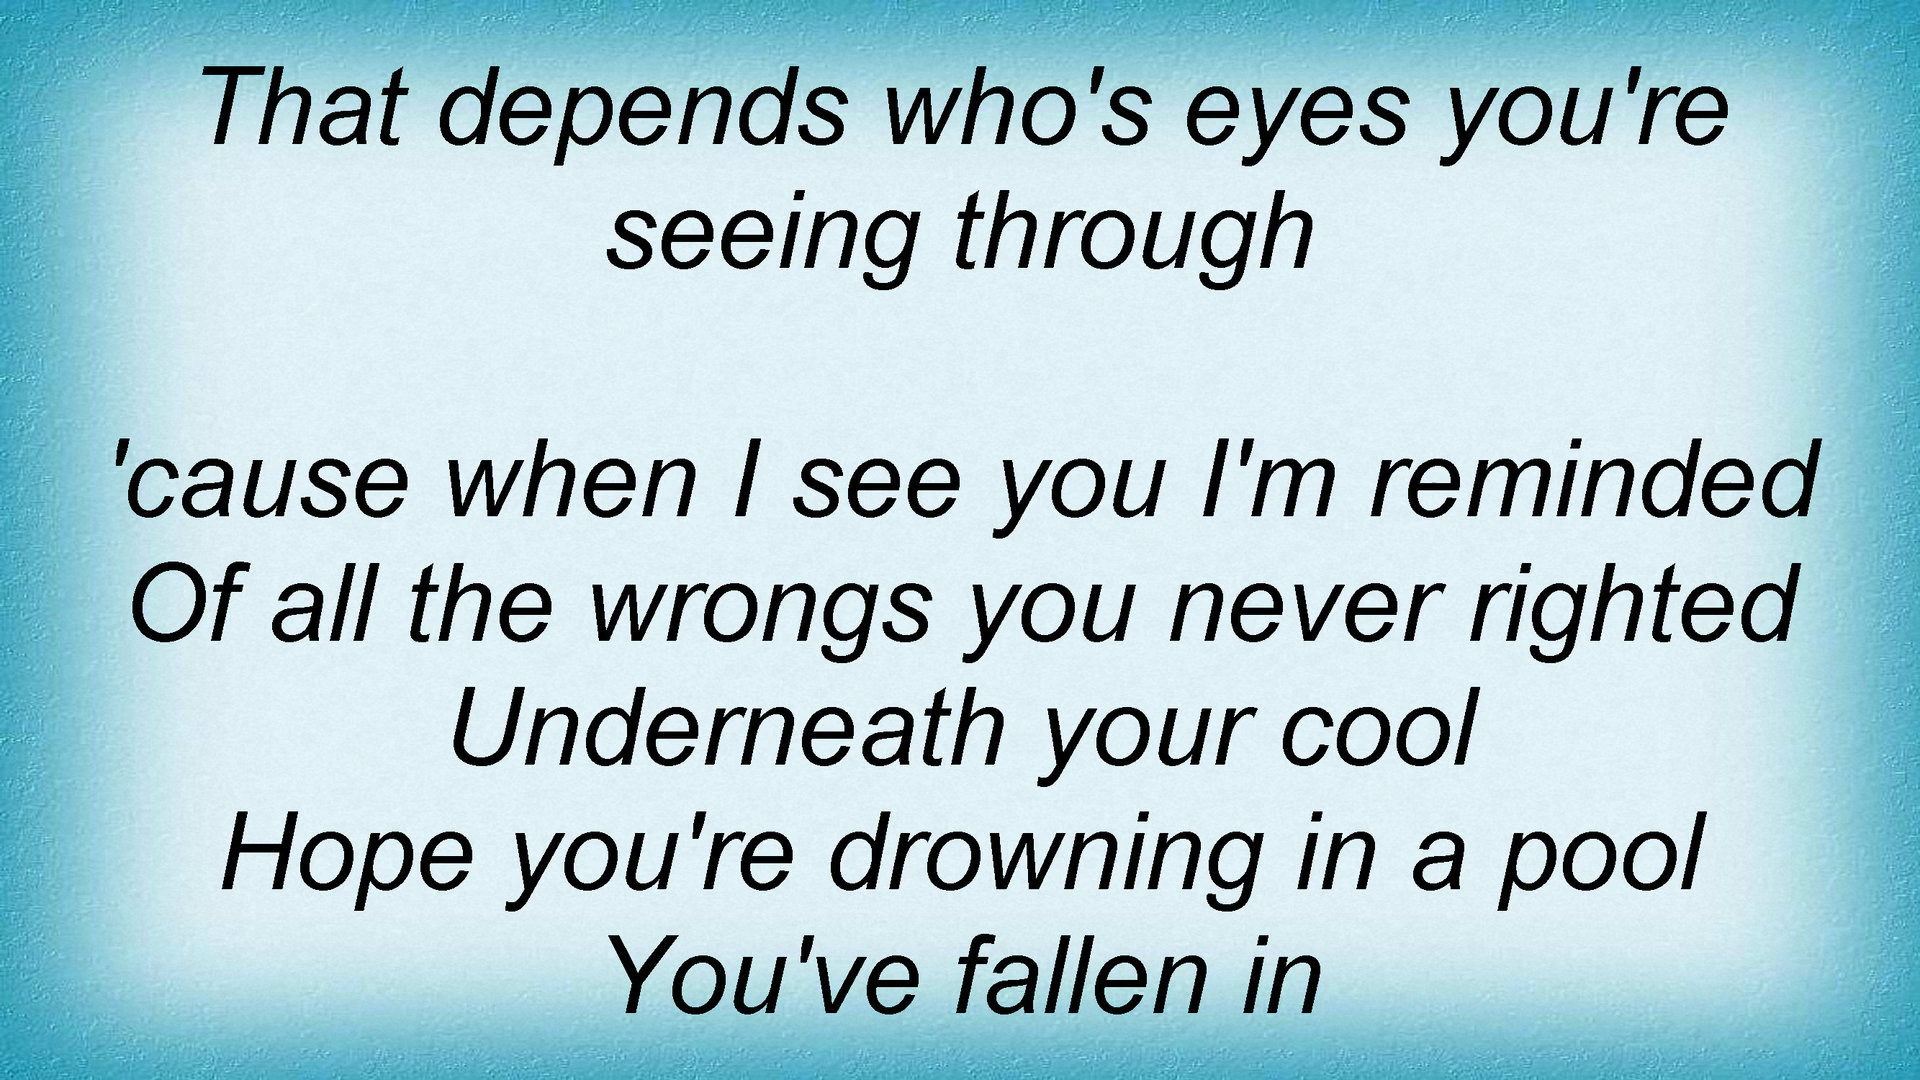 That depends who's eyes you're
seeing through
'cause when I see you I'm reminded
Of all the wrongs you never righted
Underneath your cool
Hope you're drowning in a pool
You've fallen in